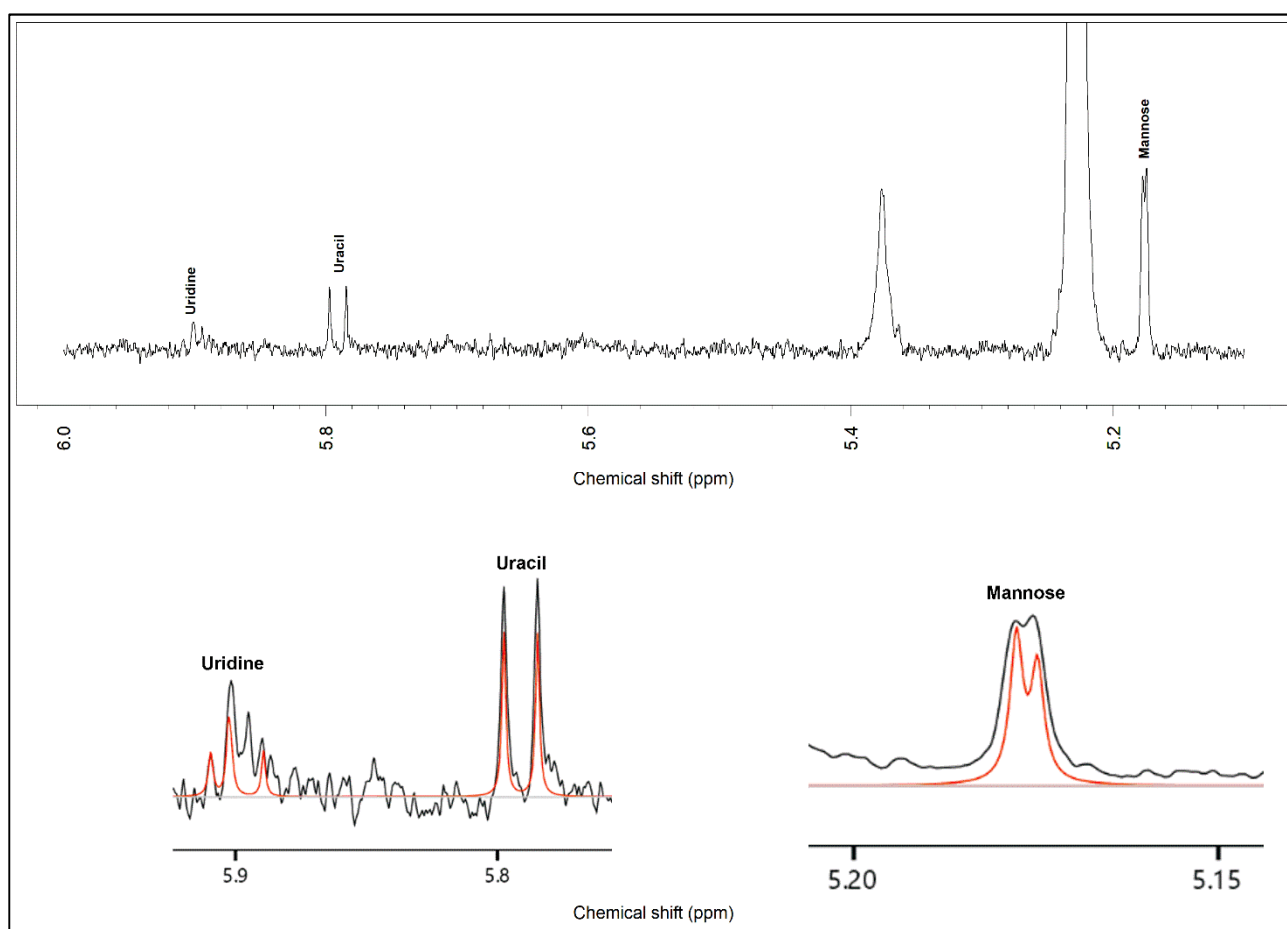 Uridine
Uracil
Mannose
6.0 5.8 5.6 5.4 5.2
Chemical shift (ppm)
Uridine
Uracil
Mannose
5.9 5.8
5.20 5.15
Chemical shift (ppm)